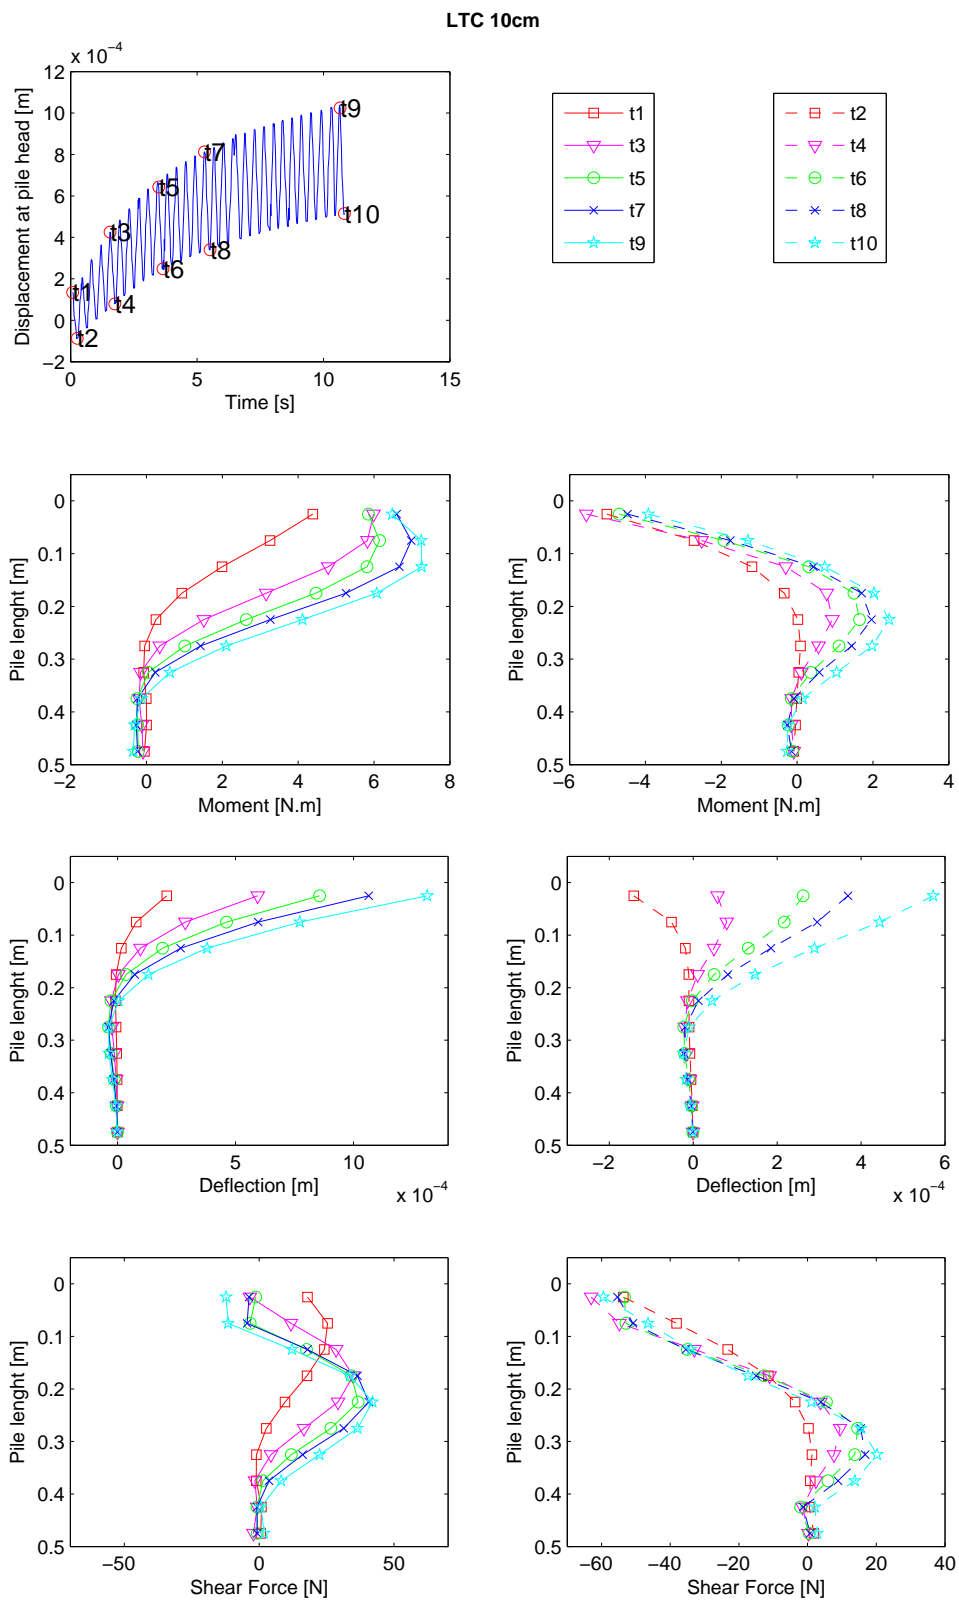 LTC 10cm
x 10−4
12
10
8
6
4
2
0
−2
0
5
10
15
Displacement at pile head [m]
Time [s]
t1
t2
t3
t4
t5
t6
t7
t8
t9
t10
t1
t3
t5
t7
t9
t2
t4
t6
t8
t10
0
0.1
0.2
0.3
0.4
0.5
−2
0
2
4
6
8
Pile lenght [m]
Moment [N.m]
0
0.1
0.2
0.3
0.4
0.5
−6
−4
−2
0
2
4
Pile lenght [m]
Moment [N.m]
0
0.1
0.2
0.3
0.4
0.5
0
5
10
Pile lenght [m]
Deflection [m]
x 10−4
0
0.1
0.2
0.3
0.4
0.5
−2
0
2
4
6
Pile lenght [m]
Deflection [m]
x 10−4
0
0.1
0.2
0.3
0.4
0.5
−50
0
50
Pile lenght [m]
Shear Force [N]
0
0.1
0.2
0.3
0.4
0.5
−60
−40
−20
0
20
40
Pile lenght [m]
Shear Force [N]